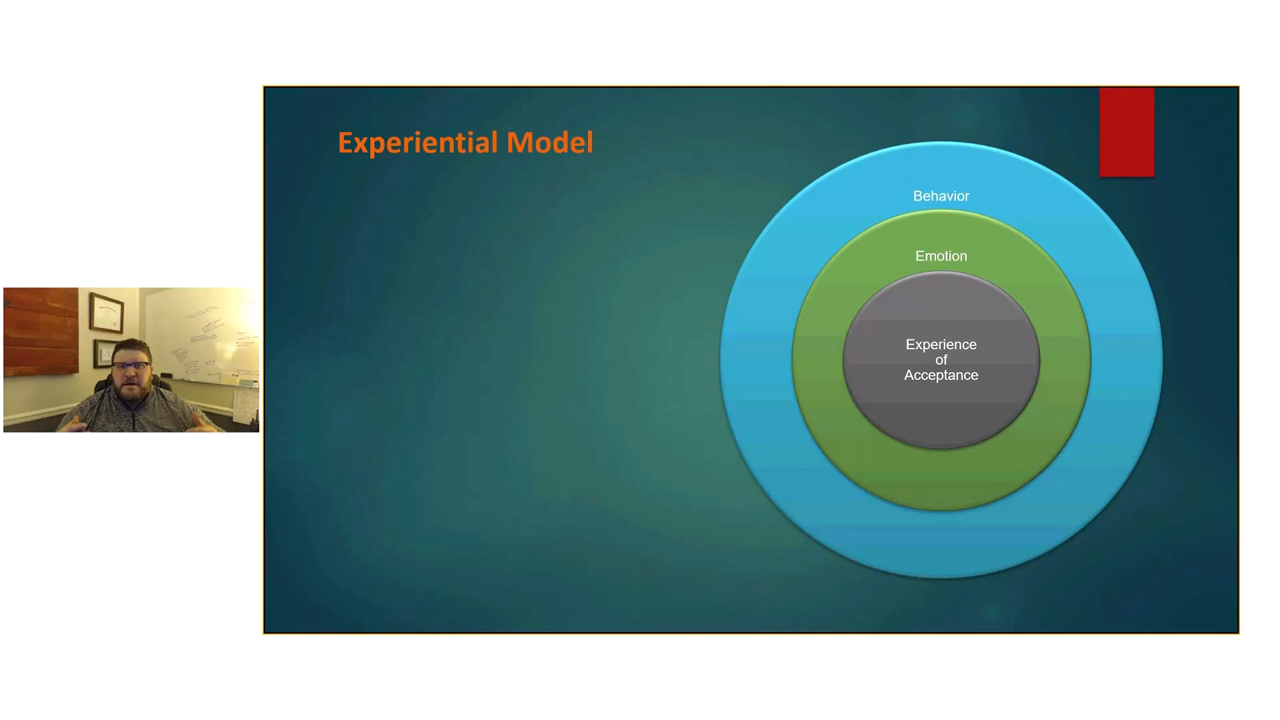 Experiential Model
Behavior
Emotion
Experience
of
Acceptance